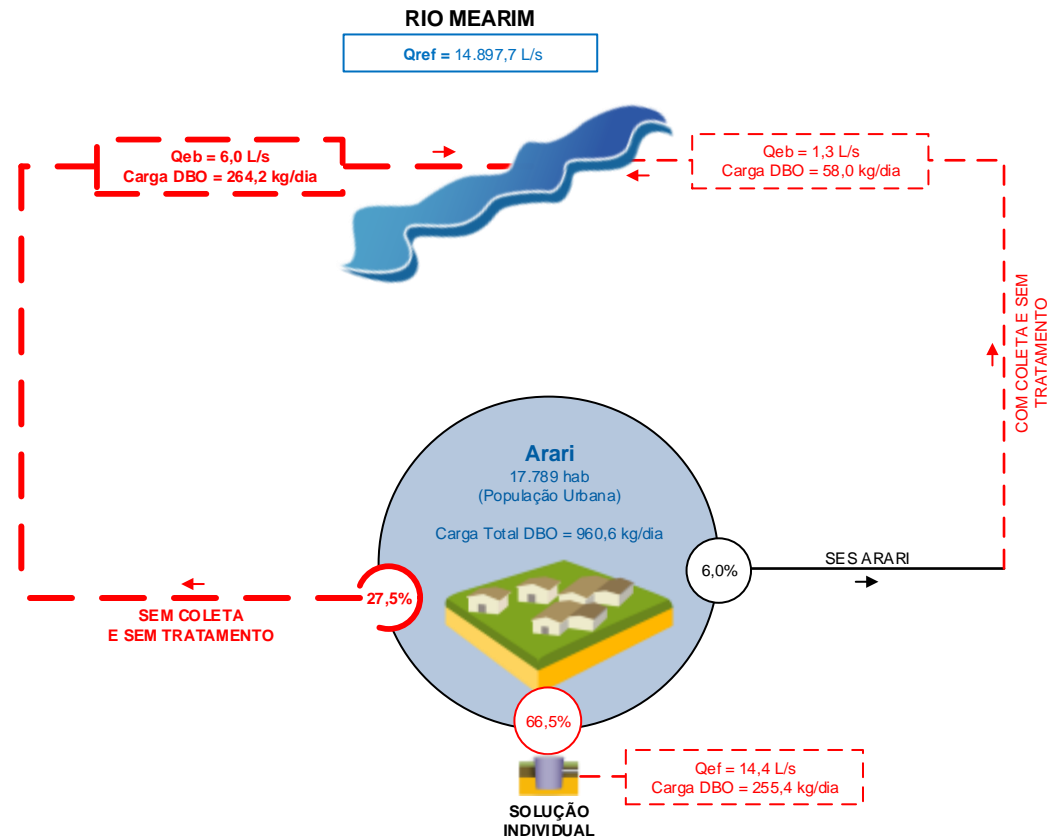 RIO MEARIM
Qref = 14.897,7 L/s
Qeb = 6,0 L/s
Carga DBO = 264,2 kg/dia
Qeb = 1,3 L/s
Carga DBO = 58,0 kg/dia
COM COLETA E SEM
TRATAMENTO
Arari
17.789 hab
(População Urbana)
Carga Total DBO = 960,6 kg/dia
6,0%
SES ARARI
27,5%
SEM COLETA
E SEM TRATAMENTO
66,5%
Qef = 14,4 L/s
Carga DBO = 255,4 kg/dia
SOLUÇÃO
INDIVIDUAL